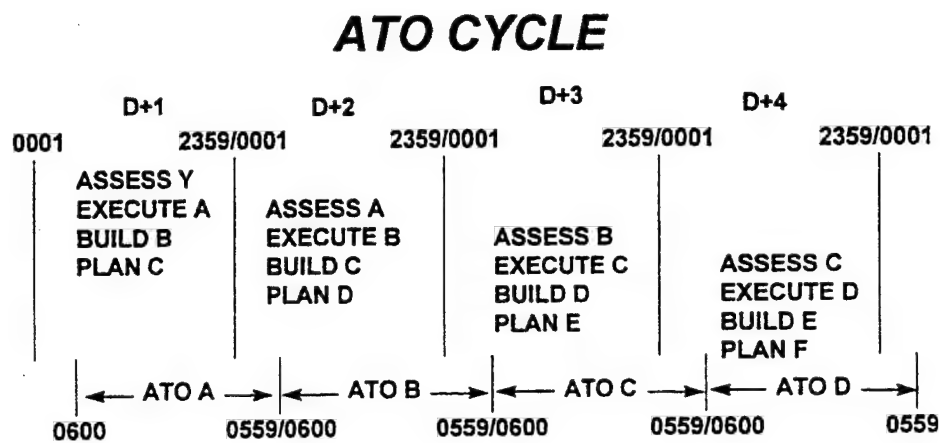 ATO CYCLE
D+1 D+2 D+3 D+4
0001 2359/0001 2359/0001 2359/0001 2359/0001
ASSESS Y
EXECUTE A
BUILD B
PLAN C
ASSESS A
EXECUTE B
BUILD C
PLAN D
ASSESS B
EXECUTE C
BUILD D
PLAN E
ASSESS C
EXECUTE D
BUILD E
PLAN F
ATO A ATO B ATO C ATO D
0600 0559/0600 0559/0600 0559/0600 0559